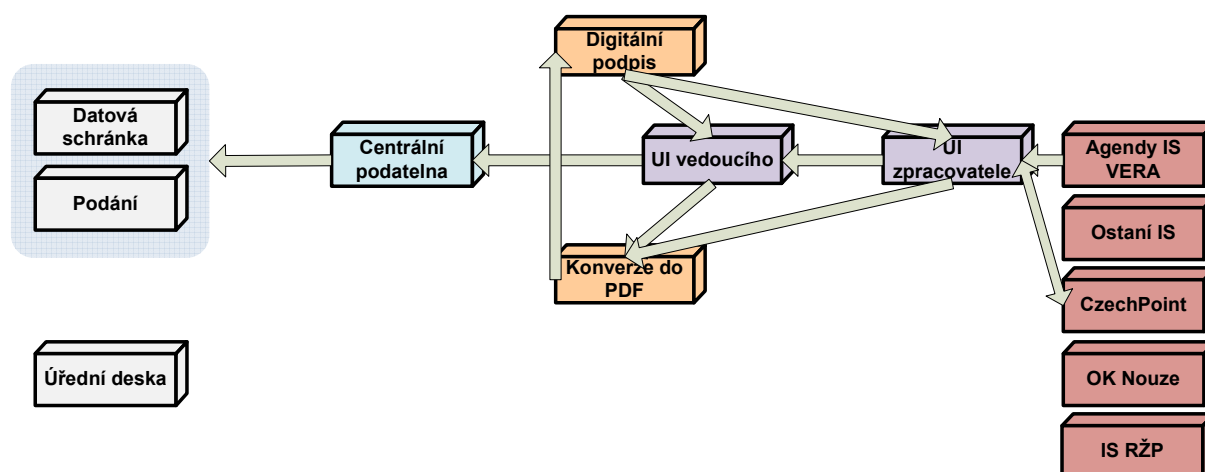 Digitální
podpis
Datová
schránka
Centrální
podatelna
UI vedoucího
UI
zpracovatele
Agendy IS
VERA
Podání
Ostaní IS
Konverze do
PDF
CzechPoint
Úřední deska
OK Nouze
IS RŽP